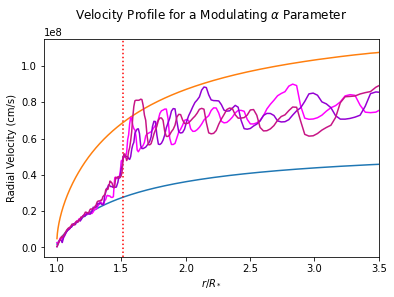 Velocity Profile for a Modulating α Parameter
1e8
Radial Velocity (cm/s)
1.0
0.8
0.6
0.4
0.2
0.0
1.0 1.5 2.0 2.5 3.0 3.5
r/R*